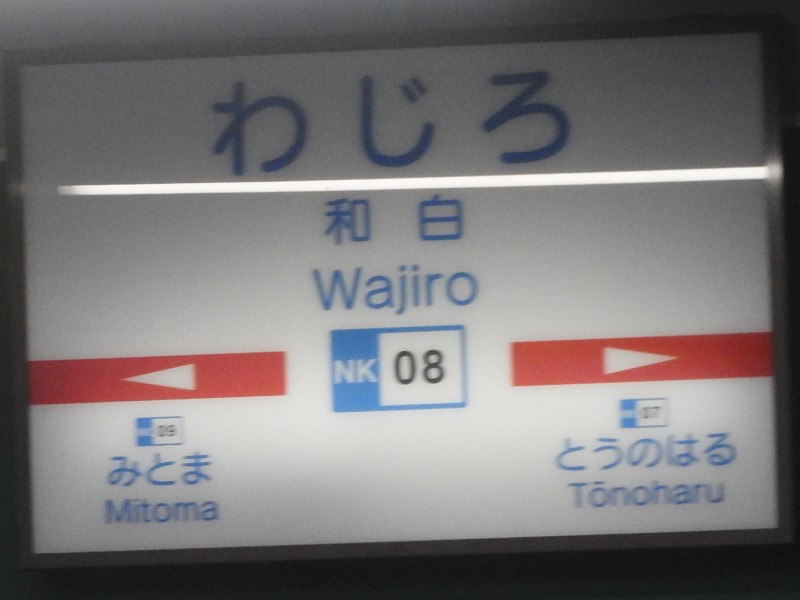 わじろ
和白
Wajiro
NK 08
09
みとま
Mitoma
07
とうのはる
Tōnoharu